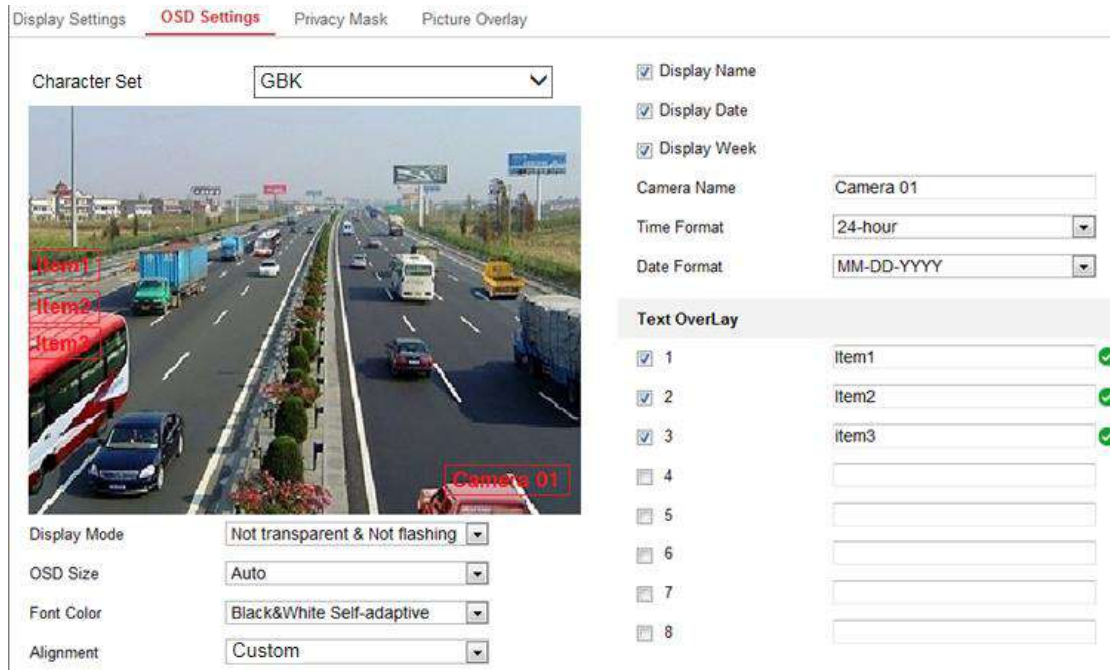 Display Settings OSD Settings Privacy Mask Picture Overlay
Character Set GBK
Item1
Item2
item3
Camera 01
Display Mode Not transparent & Not flashing
OSD Size Auto
Font Color Black&White Self-adaptive
Alignment Custom
Display Name
Display Date
Display Week
Camera Name Camera 01
Time Format 24-hour
Date Format MM-DD-YYYY
Text OverLay
1 Item1
2 Item2
3 item3
4
5
6
7
8